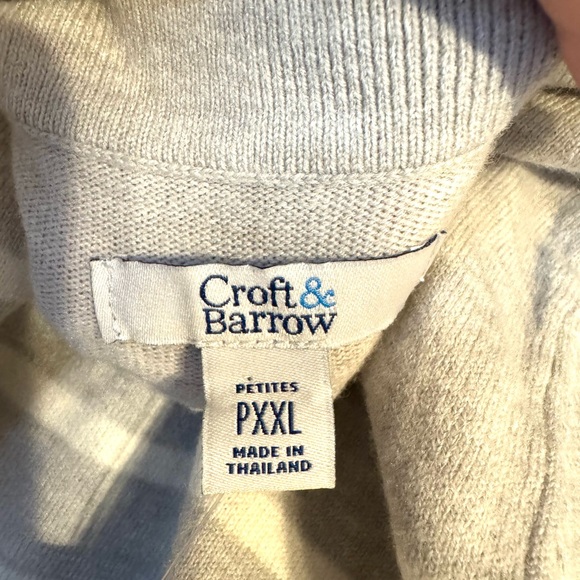 Croft&
Barrow
PETITES
PXXL
MADE IN
THAILAND